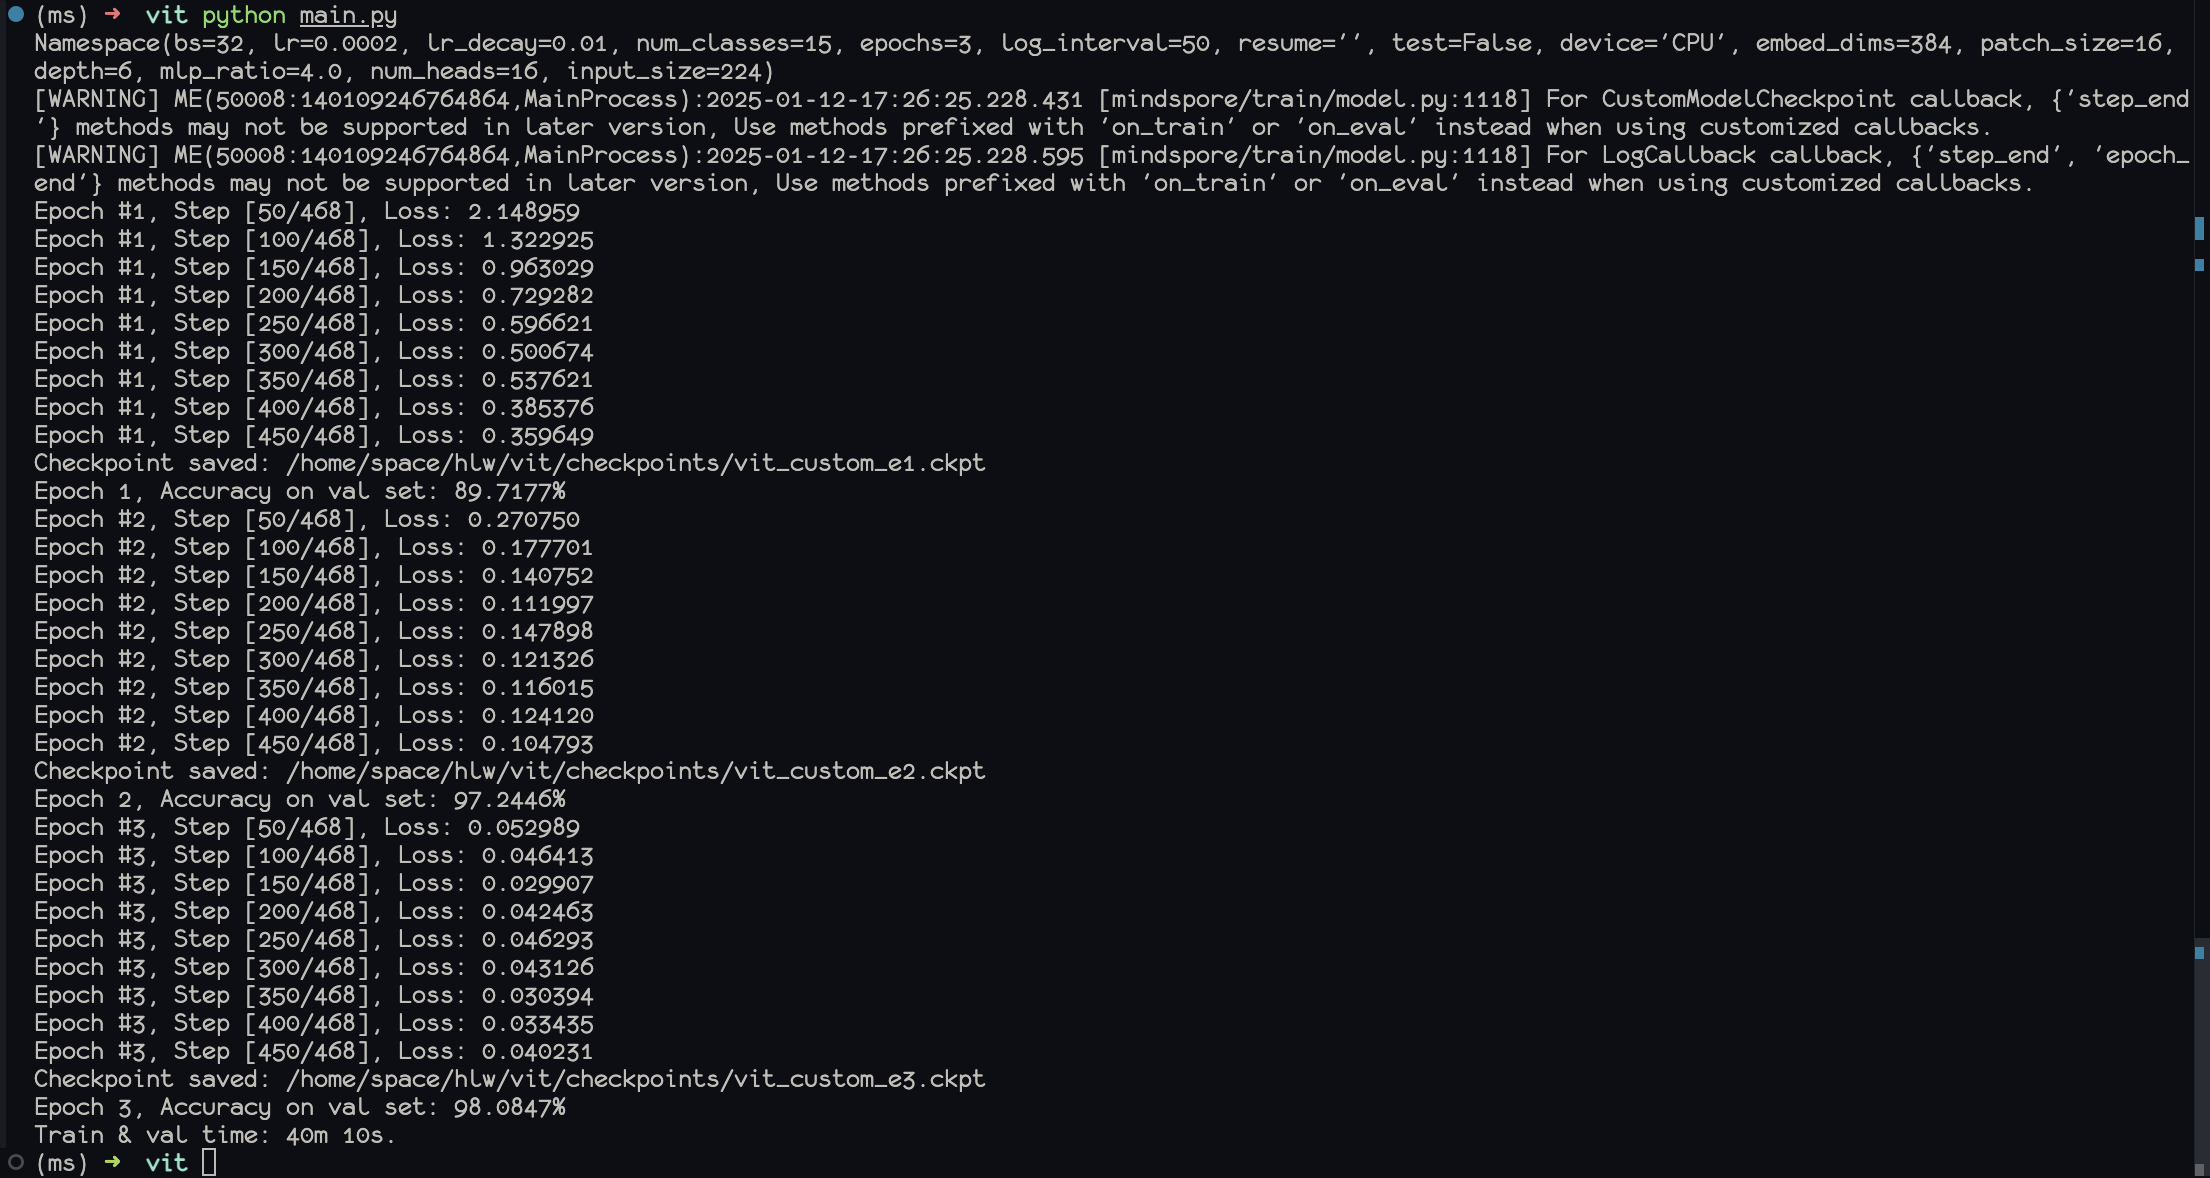 (ms) ➜ vit python main.py
Namespace(bs=32, lr=0.0002, lr_decay=0.01, num_classes=15, epochs=3, log_interval=50, resume='', test=False, device='CPU', embed_dims=384, patch_size=16,
depth=6, mlp_ratio=4.0, num_heads=16, input_size=224)
[WARNING] ME(50008:140109246764864,MainProcess):2025-01-12-17:26:25.228.431 [mindspore/train/model.py:1118] For CustomModelCheckpoint callback, {'step_end
'} methods may not be supported in later version, Use methods prefixed with 'on_train' or 'on_eval' instead when using customized callbacks.
[WARNING] ME(50008:140109246764864,MainProcess):2025-01-12-17:26:25.228.595 [mindspore/train/model.py:1118] For LogCallback callback, {'step_end', 'epoch_
end'} methods may not be supported in later version, Use methods prefixed with 'on_train' or 'on_eval' instead when using customized callbacks.
Epoch #1, Step [50/468], Loss: 2.148959
Epoch #1, Step [100/468], Loss: 1.322925
Epoch #1, Step [150/468], Loss: 0.963029
Epoch #1, Step [200/468], Loss: 0.729282
Epoch #1, Step [250/468], Loss: 0.596621
Epoch #1, Step [300/468], Loss: 0.500674
Epoch #1, Step [350/468], Loss: 0.537621
Epoch #1, Step [400/468], Loss: 0.385376
Epoch #1, Step [450/468], Loss: 0.359649
Checkpoint saved: /home/space/hlw/vit/checkpoints/vit_custom_e1.ckpt
Epoch 1, Accuracy on val set: 89.7177%
Epoch #2, Step [50/468], Loss: 0.270750
Epoch #2, Step [100/468], Loss: 0.177701
Epoch #2, Step [150/468], Loss: 0.140752
Epoch #2, Step [200/468], Loss: 0.111997
Epoch #2, Step [250/468], Loss: 0.147898
Epoch #2, Step [300/468], Loss: 0.121326
Epoch #2, Step [350/468], Loss: 0.116015
Epoch #2, Step [400/468], Loss: 0.124120
Epoch #2, Step [450/468], Loss: 0.104793
Checkpoint saved: /home/space/hlw/vit/checkpoints/vit_custom_e2.ckpt
Epoch 2, Accuracy on val set: 97.2446%
Epoch #3, Step [50/468], Loss: 0.052989
Epoch #3, Step [100/468], Loss: 0.046413
Epoch #3, Step [150/468], Loss: 0.029907
Epoch #3, Step [200/468], Loss: 0.042463
Epoch #3, Step [250/468], Loss: 0.046293
Epoch #3, Step [300/468], Loss: 0.043126
Epoch #3, Step [350/468], Loss: 0.030394
Epoch #3, Step [400/468], Loss: 0.033435
Epoch #3, Step [450/468], Loss: 0.040231
Checkpoint saved: /home/space/hlw/vit/checkpoints/vit_custom_e3.ckpt
Epoch 3, Accuracy on val set: 98.0847%
Train & val time: 40m 10s.
(ms) ➜ vit